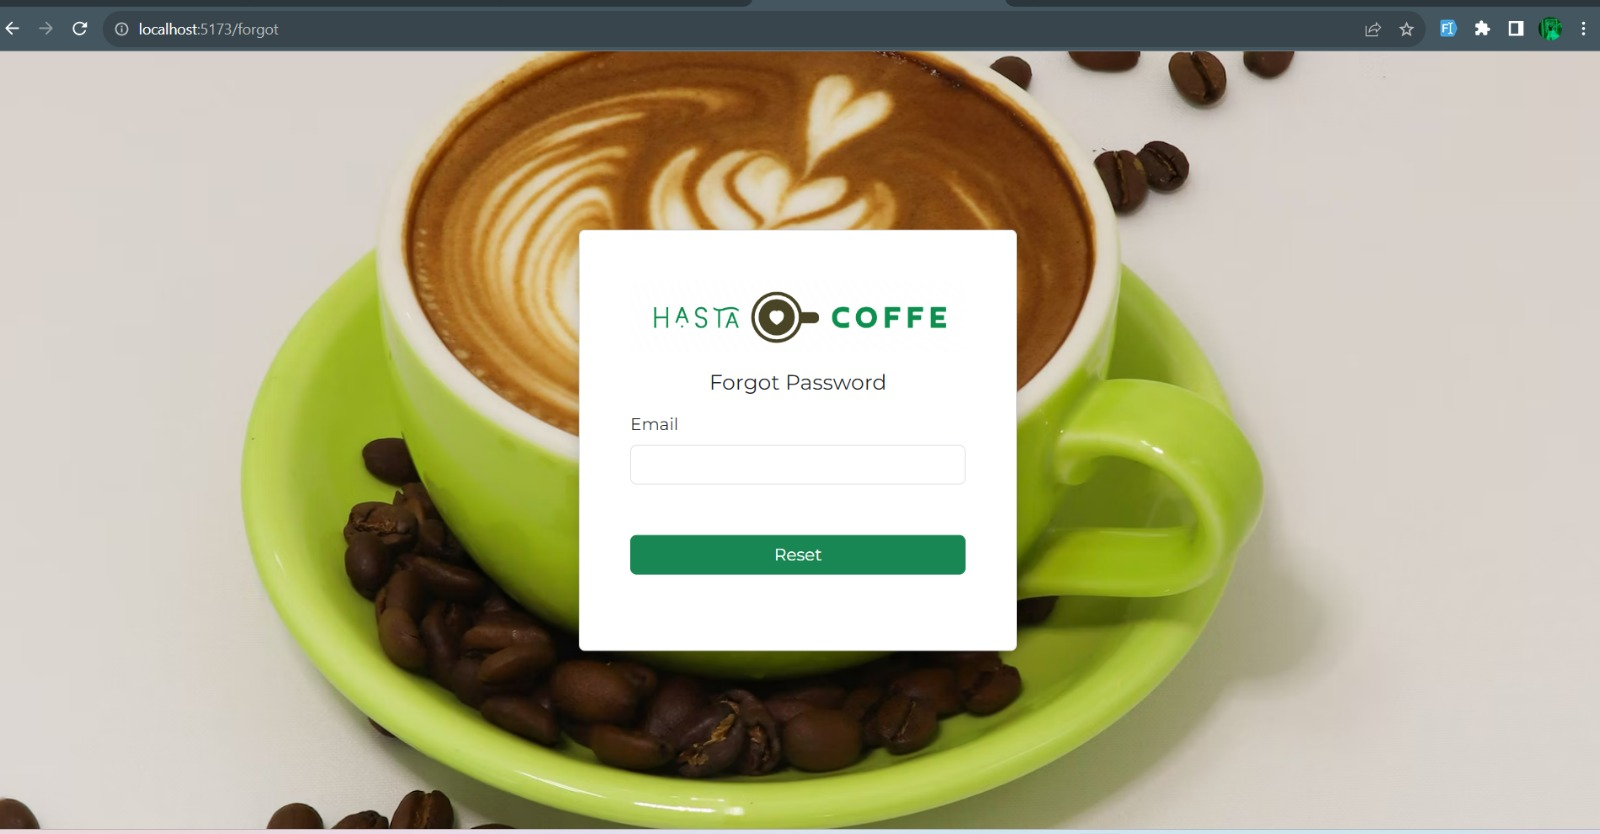 localhost:5173/forgot
HASTA COFFE
Forgot Password
Email
Reset